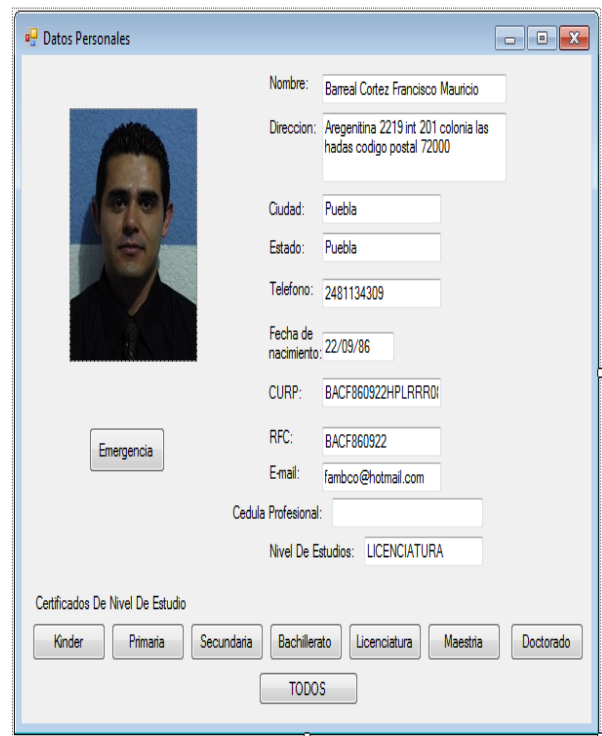 Datos Personales
Nombre: Barreal Cortez Francisco Mauricio
Direccion: Aregenitina 2219 int 201 colonia las
hadas codigo postal 72000
Ciudad: Puebla
Estado: Puebla
Telefono: 2481134309
Fecha de
nacimiento: 22/09/86
CURP: BACF860922HPLRRR0
RFC: BACF860922
Emergencia
E-mail: fambco@hotmail.com
Cedula Profesional:
Nivel De Estudios: LICENCIATURA
Certificados De Nivel De Estudio
Kinder Primaria Secundaria Bachillerato Licenciatura Maestria Doctorado
TODOS